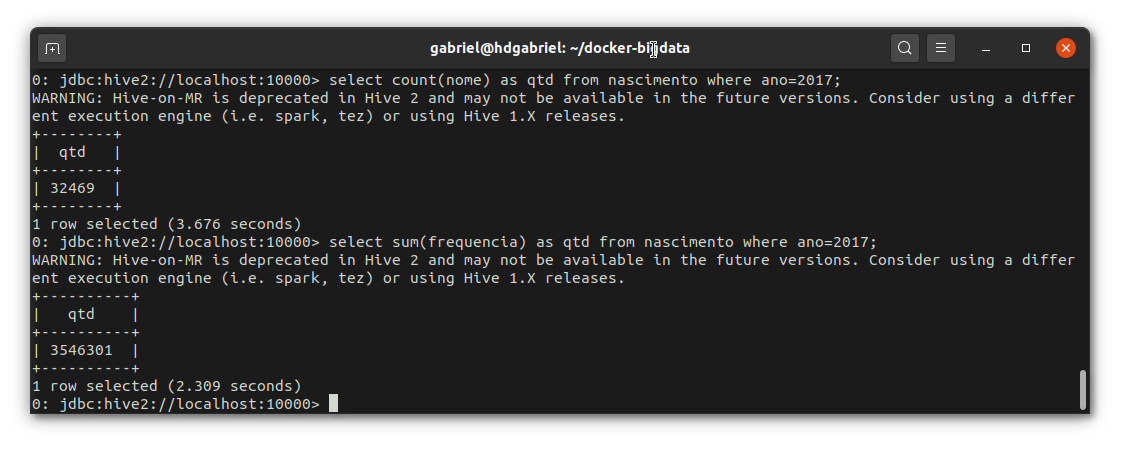 gabriel@hdgabriel: ~/docker-bigdata
0: jdbc:hive2://localhost:10000> select count(nome) as qtd from nascimento where ano=2017;
WARNING: Hive-on-MR is deprecated in Hive 2 and may not be available in the future versions. Consider using a differ
ent execution engine (i.e. spark, tez) or using Hive 1.X releases.
+--------+
|  qtd   |
+--------+
| 32469  |
+--------+
1 row selected (3.676 seconds)
0: jdbc:hive2://localhost:10000> select sum(frequencia) as qtd from nascimento where ano=2017;
WARNING: Hive-on-MR is deprecated in Hive 2 and may not be available in the future versions. Consider using a differ
ent execution engine (i.e. spark, tez) or using Hive 1.X releases.
+----------+
|   qtd    |
+----------+
| 3546301  |
+----------+
1 row selected (2.309 seconds)
0: jdbc:hive2://localhost:10000>